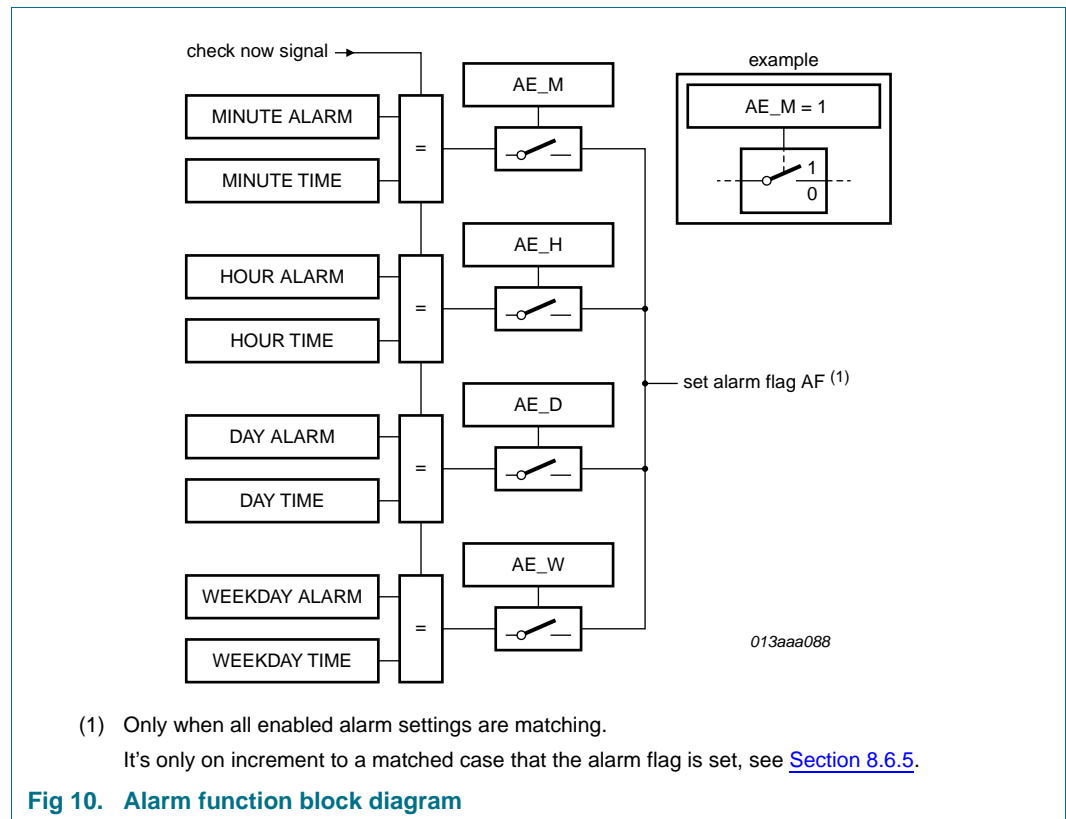 check now signal
example
AE_M
AE_M = 1
MINUTE ALARM
=
1
MINUTE TIME
0
AE_H
HOUR ALARM
=
HOUR TIME
set alarm flag AF (1)
AE_D
DAY ALARM
=
DAY TIME
AE_W
WEEKDAY ALARM
=
WEEKDAY TIME
013aaa088
(1) Only when all enabled alarm settings are matching.
It's only on increment to a matched case that the alarm flag is set, see Section 8.6.5.
Fig 10. Alarm function block diagram